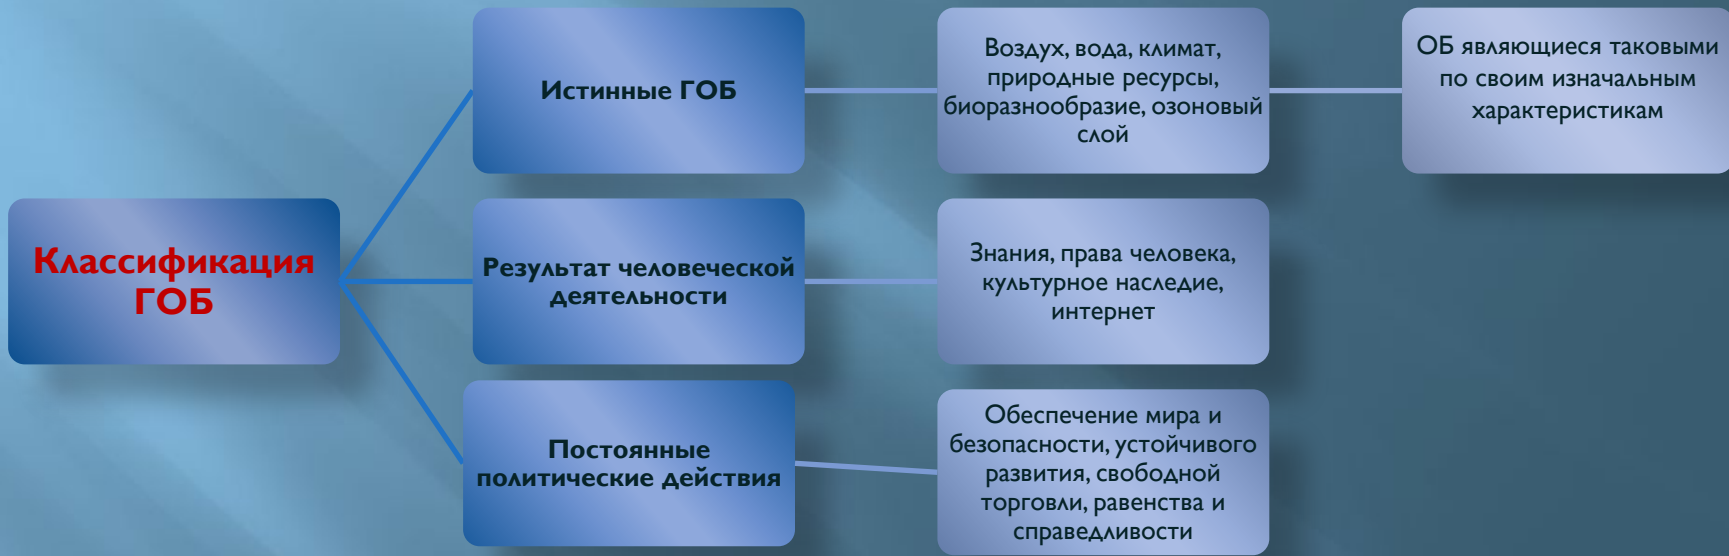 Классификация
ГОБ
Истинные ГОБ
Воздух, вода, климат,
природные ресурсы,
биоразнообразие, озоновый
слой
ОБ являющиеся таковыми
по своим изначальным
характеристикам
Результат человеческой
деятельности
Знания, права человека,
культурное наследие,
интернет
Постоянные
политические действия
Обеспечение мира и
безопасности, устойчивого
развития, свободной
торговли, равенства и
справедливости